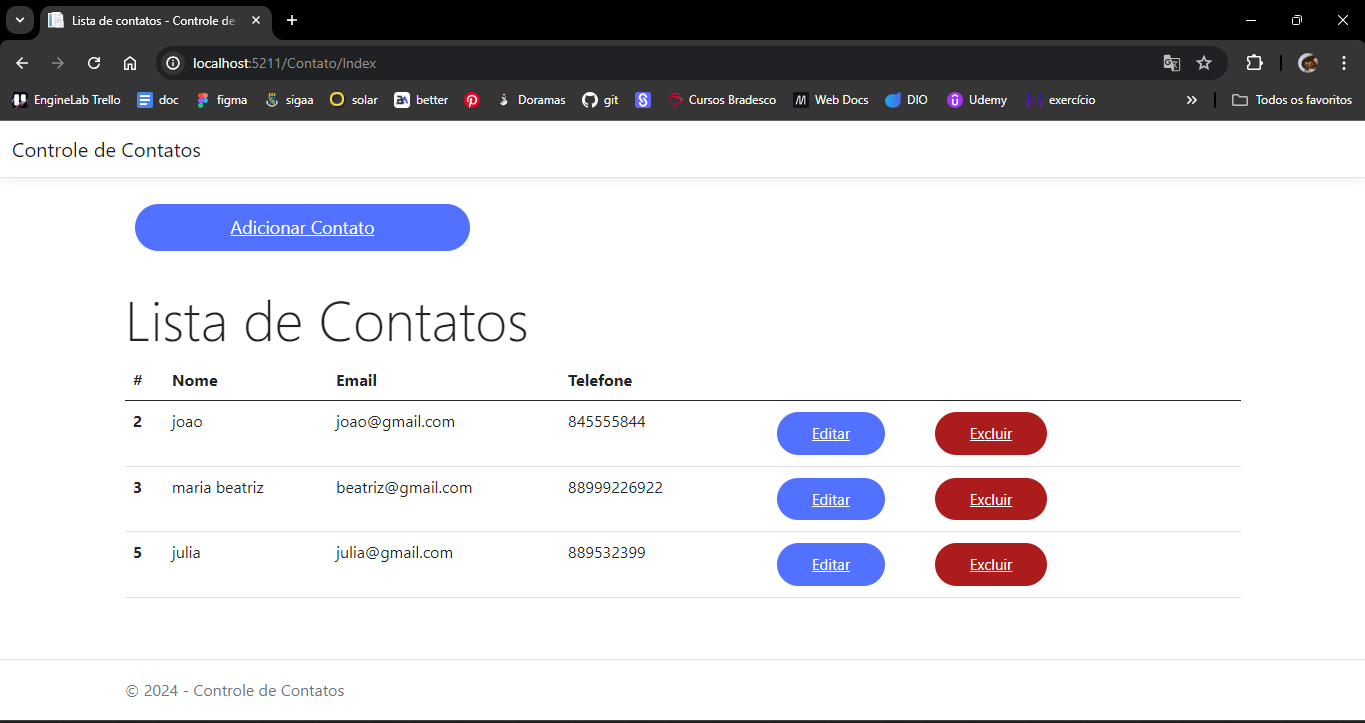 Lista de contatos - Controle de
localhost:5211/Contato/Index
EngineLab Trello doc figma sigaa solar better Doramas git Cursos Bradesco Web Docs DIO Udemy exercício » Todos os favoritos
Controle de Contatos
Adicionar Contato
Lista de Contatos
# Nome Email Telefone
2 joao joao@gmail.com 845555844 Editar Excluir
3 maria beatriz beatriz@gmail.com 88999226922 Editar Excluir
5 julia julia@gmail.com 889532399 Editar Excluir
© 2024 - Controle de Contatos